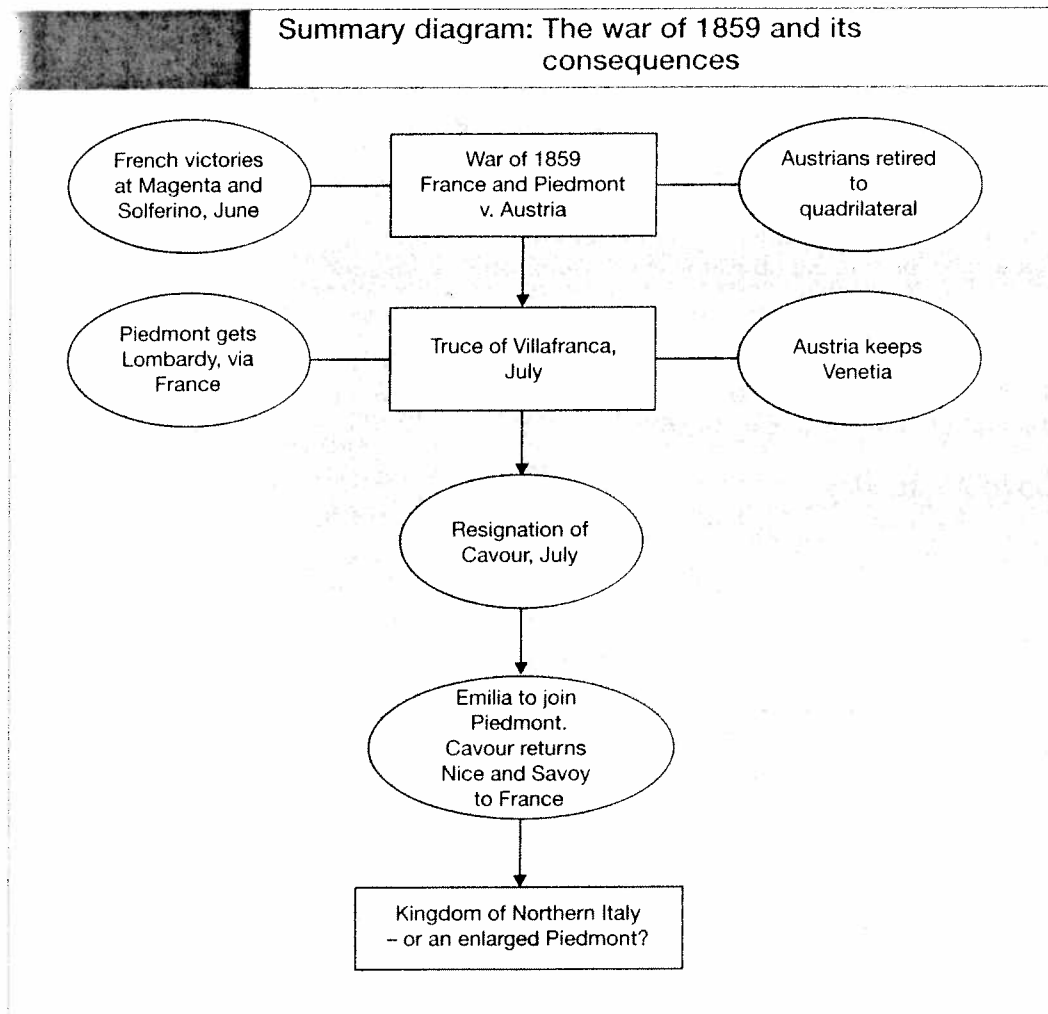 Summary diagram: The war of 1859 and its
consequences
French victories
at Magenta and
Solferino, June
War of 1859
France and Piedmont
v. Austria
Austrians retired
to
quadrilateral
Piedmont gets
Lombardy, via
France
Truce of Villafranca,
July
Austria keeps
Venetia
Resignation of
Cavour, July
Emilia to join
Piedmont.
Cavour returns
Nice and Savoy
to France
Kingdom of Northern Italy
– or an enlarged Piedmont?